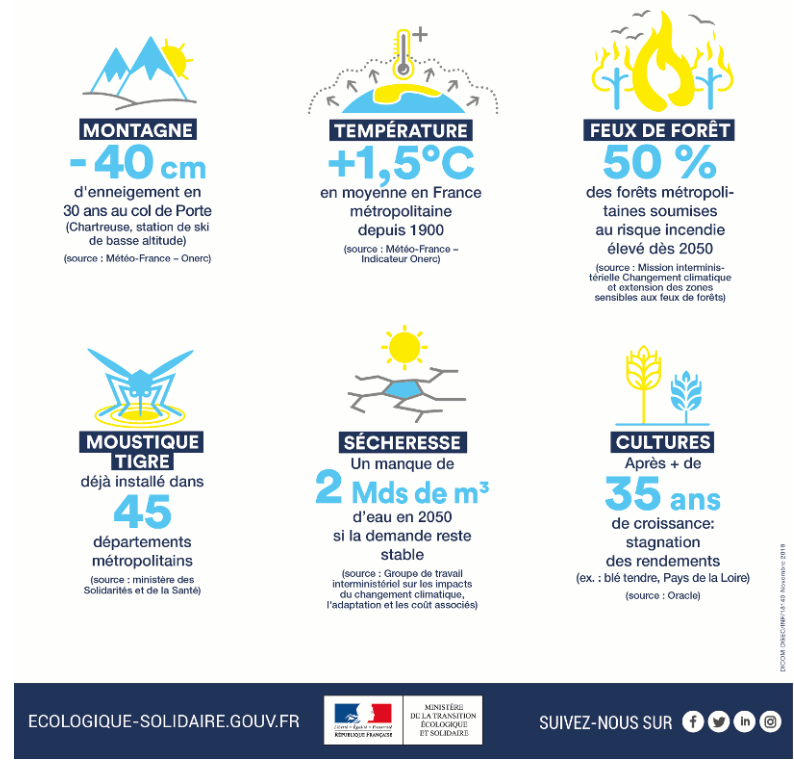 MONTAGNE
- 40 cm
d'enneigement en
30 ans au col de Porte
(Chartreuse, station de ski
de basse altitude)
(source : Météo-France – Onerc)
TEMPÉRATURE
+1,5°C
en moyenne en France
métropolitaine
depuis 1900
(source : Météo-France –
Indicateur Onerc)
FEUX DE FORÊT
50 %
des forêts métropoli-
taines soumises
au risque incendie
élevé dès 2050
(source : Mission interminis-
térielle Changement climatique
et extension des zones
sensibles aux feux de forêts)
MOUSTIQUE
TIGRE
déjà installé dans
45
départements
métropolitains
(source : ministère des
Solidarités et de la Santé)
SÉCHERESSE
Un manque de
2 Mds de m³
d'eau en 2050
si la demande reste
stable
(source : Groupe de travail
interministériel sur les impacts
du changement climatique,
l'adaptation et les coût associés)
CULTURES
Après + de
35 ans
de croissance:
stagnation
des rendements
(ex. : blé tendre, Pays de la Loire)
(source : Oracle)
ECOLOGIQUE-SOLIDAIRE.GOUV.FR
Liberté • Égalité • Fraternité
RÉPUBLIQUE FRANÇAISE
MINISTÈRE
DE LA TRANSITION
ÉCOLOGIQUE
ET SOLIDAIRE
SUIVEZ-NOUS SUR